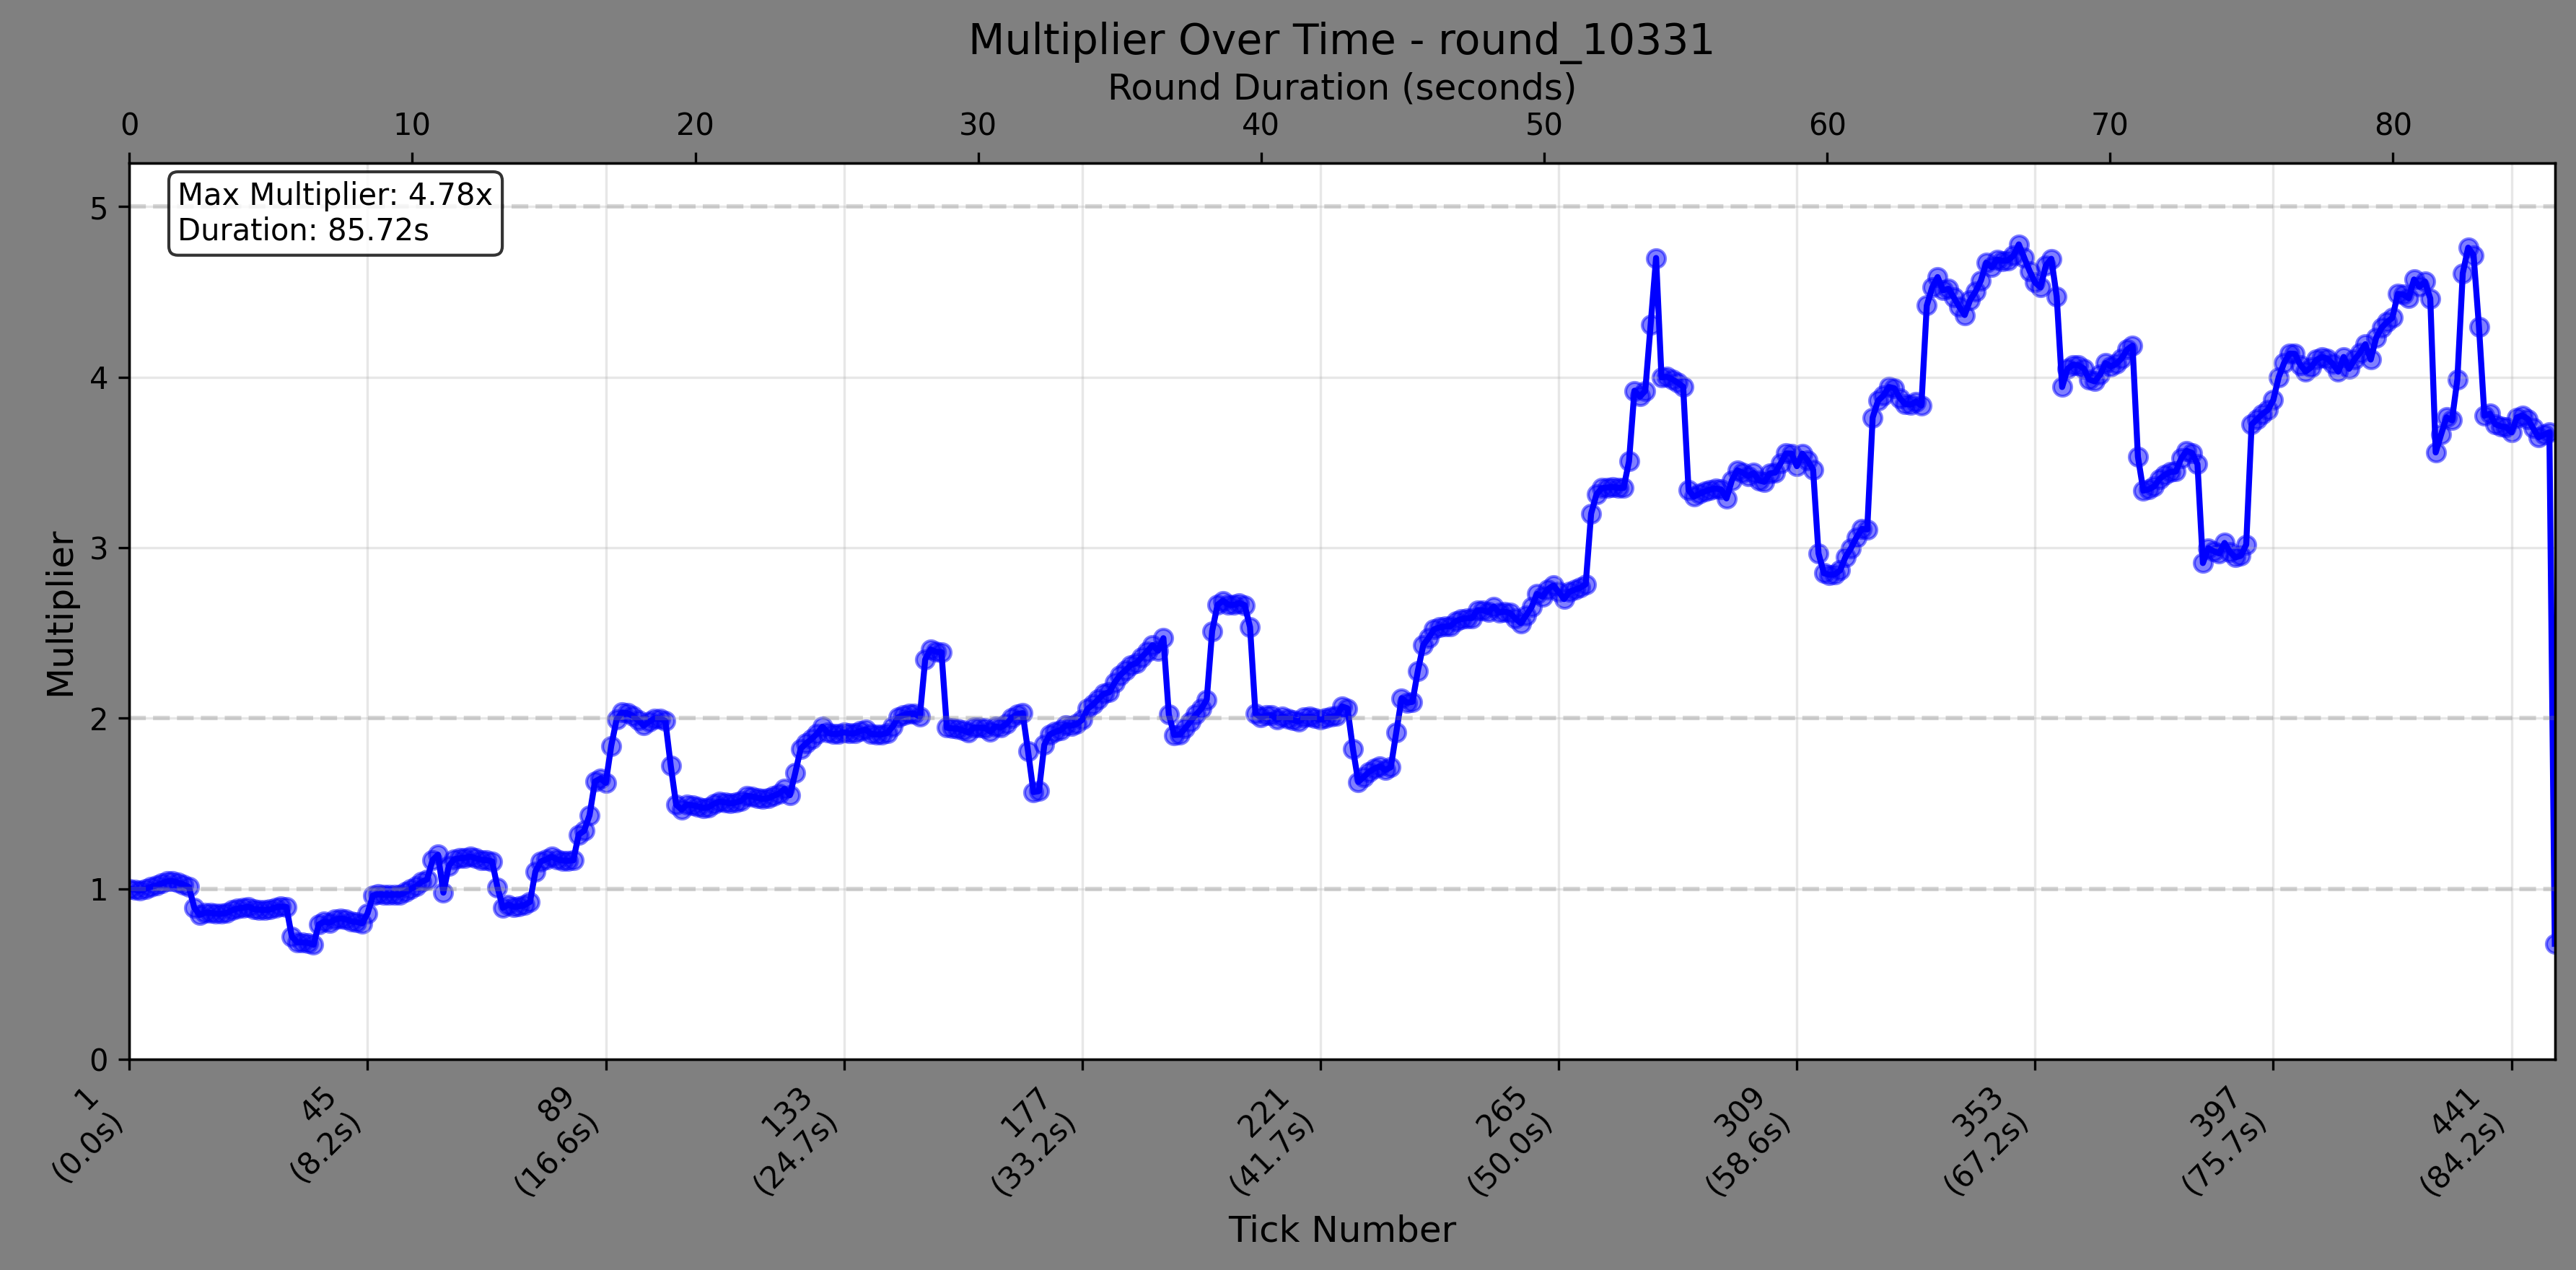 Multiplier Over Time - round_10331
Round Duration (seconds)
0 10 20 30 40 50 60 70 80
Max Multiplier: 4.78x
Duration: 85.72s
5
4
3
2
1
0
Multiplier
1
(0.0s)
45
(8.2s)
89
(16.6s)
133
(24.7s)
177
(33.2s)
221
(41.7s)
265
(50.0s)
309
(58.6s)
353
(67.2s)
397
(75.7s)
441
(84.2s)
Tick Number